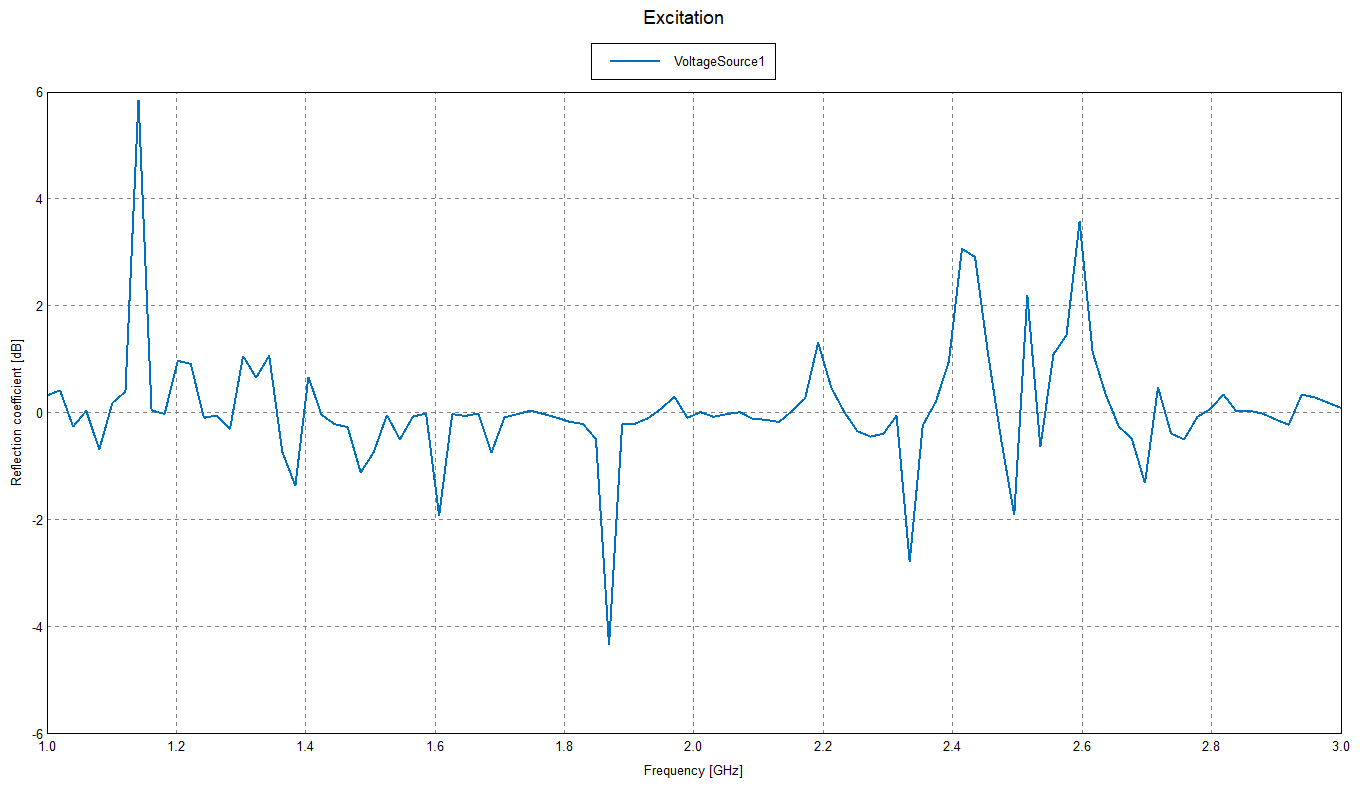 Excitation
VoltageSource1
6
4
2
0
-2
-4
-6
Reflection coefficient [dB]
1.0 1.2 1.4 1.6 1.8 2.0 2.2 2.4 2.6 2.8 3.0
Frequency [GHz]